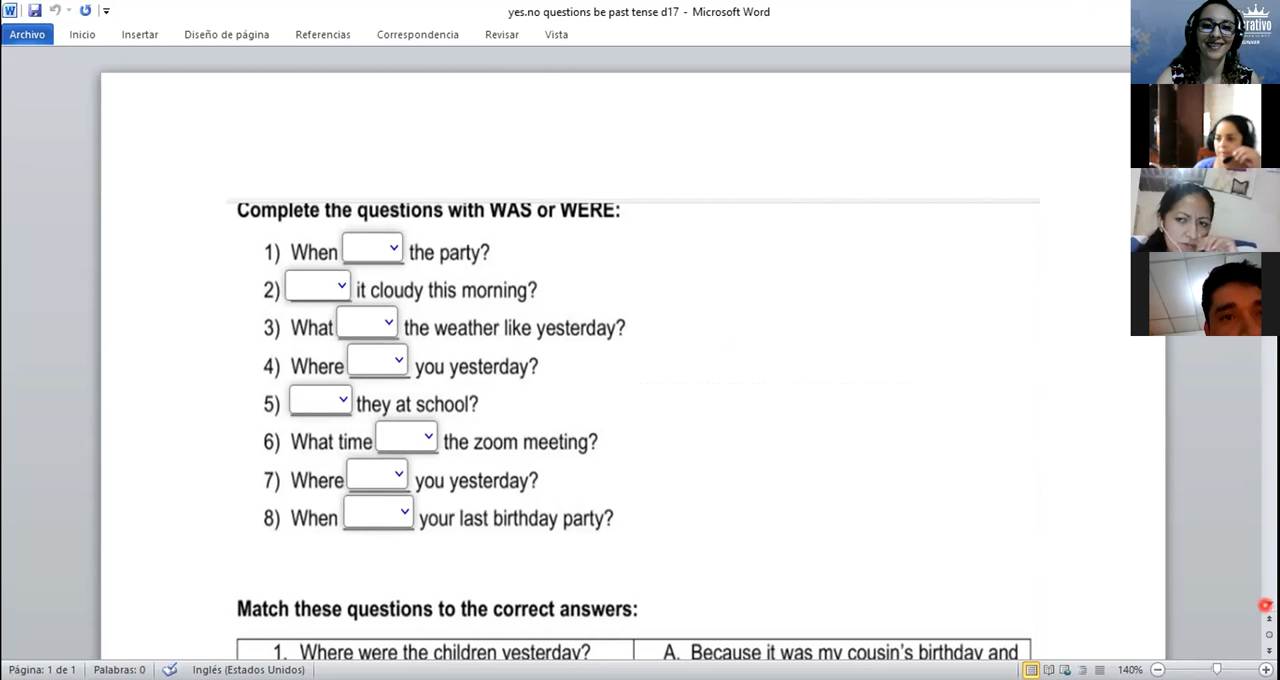 yes.no questions be past tense d17 - Microsoft Word
Archivo Inicio Insertar Diseño de página Referencias Correspondencia Revisar Vista
rativo
Complete the questions with WAS or WERE:
1) When the party?
2) it cloudy this morning?
3) What the weather like yesterday?
4) Where you yesterday?
5) they at school?
6) What time the zoom meeting?
7) Where you yesterday?
8) When your last birthday party?
Match these questions to the correct answers:
1. Where were the children yesterday? A. Because it was my cousin's birthday and
Página: 1 de 1 Palabras: 0 Inglés (Estados Unidos) 140%